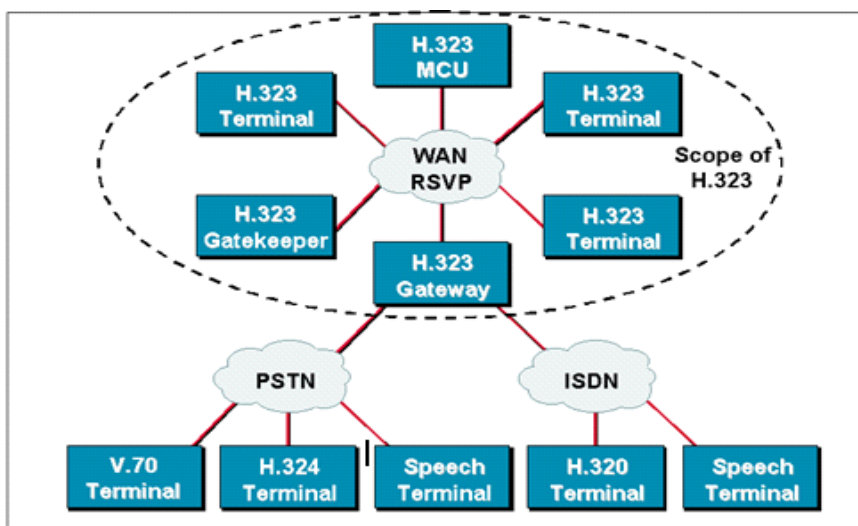 H.323
MCU
H.323
Terminal
H.323
Terminal
WAN
RSVP
Scope of
H.323
H.323
Gatekeeper
H.323
Terminal
H.323
Gateway
PSTN
ISDN
V.70
Terminal
H.324
Terminal
Speech
Terminal
H.320
Terminal
Speech
Terminal